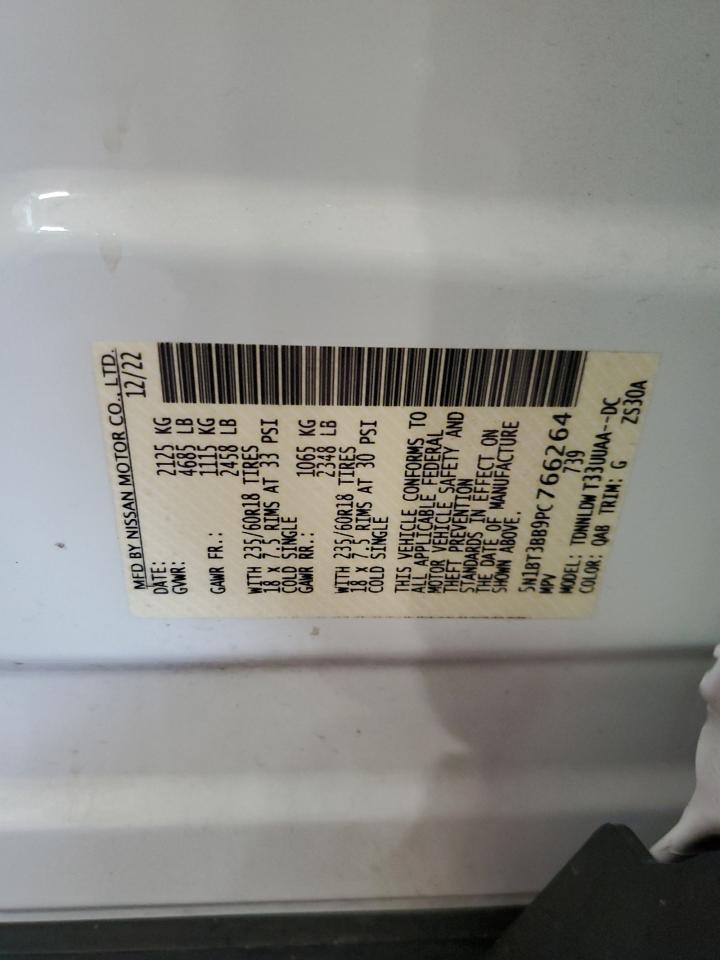 MFD BY NISSAN MOTOR CO., LTD.
DATE: 12/22
GVWR: 2125 KG
4685 LB
GAWR FR.: 1115 KG
2458 LB
WITH 235/60R18 TIRES
18 X 7.5 RIMS AT 33 PSI
COLD SINGLE
GAWR RR.: 1065 KG
2348 LB
WITH 235/60R18 TIRES
18 X 7.5 RIMS AT 30 PSI
COLD SINGLE
THIS VEHICLE CONFORMS TO
ALL APPLICABLE FEDERAL
MOTOR VEHICLE SAFETY AND
THEFT PREVENTION
STANDARDS IN EFFECT ON
THE DATE OF MANUFACTURE
SHOWN ABOVE.
5N1BT3BB9PC766264
MPV 739
MODEL: TDNNLDW T33UUAA--DC
COLOR: QAB TRIM: G ZS30A